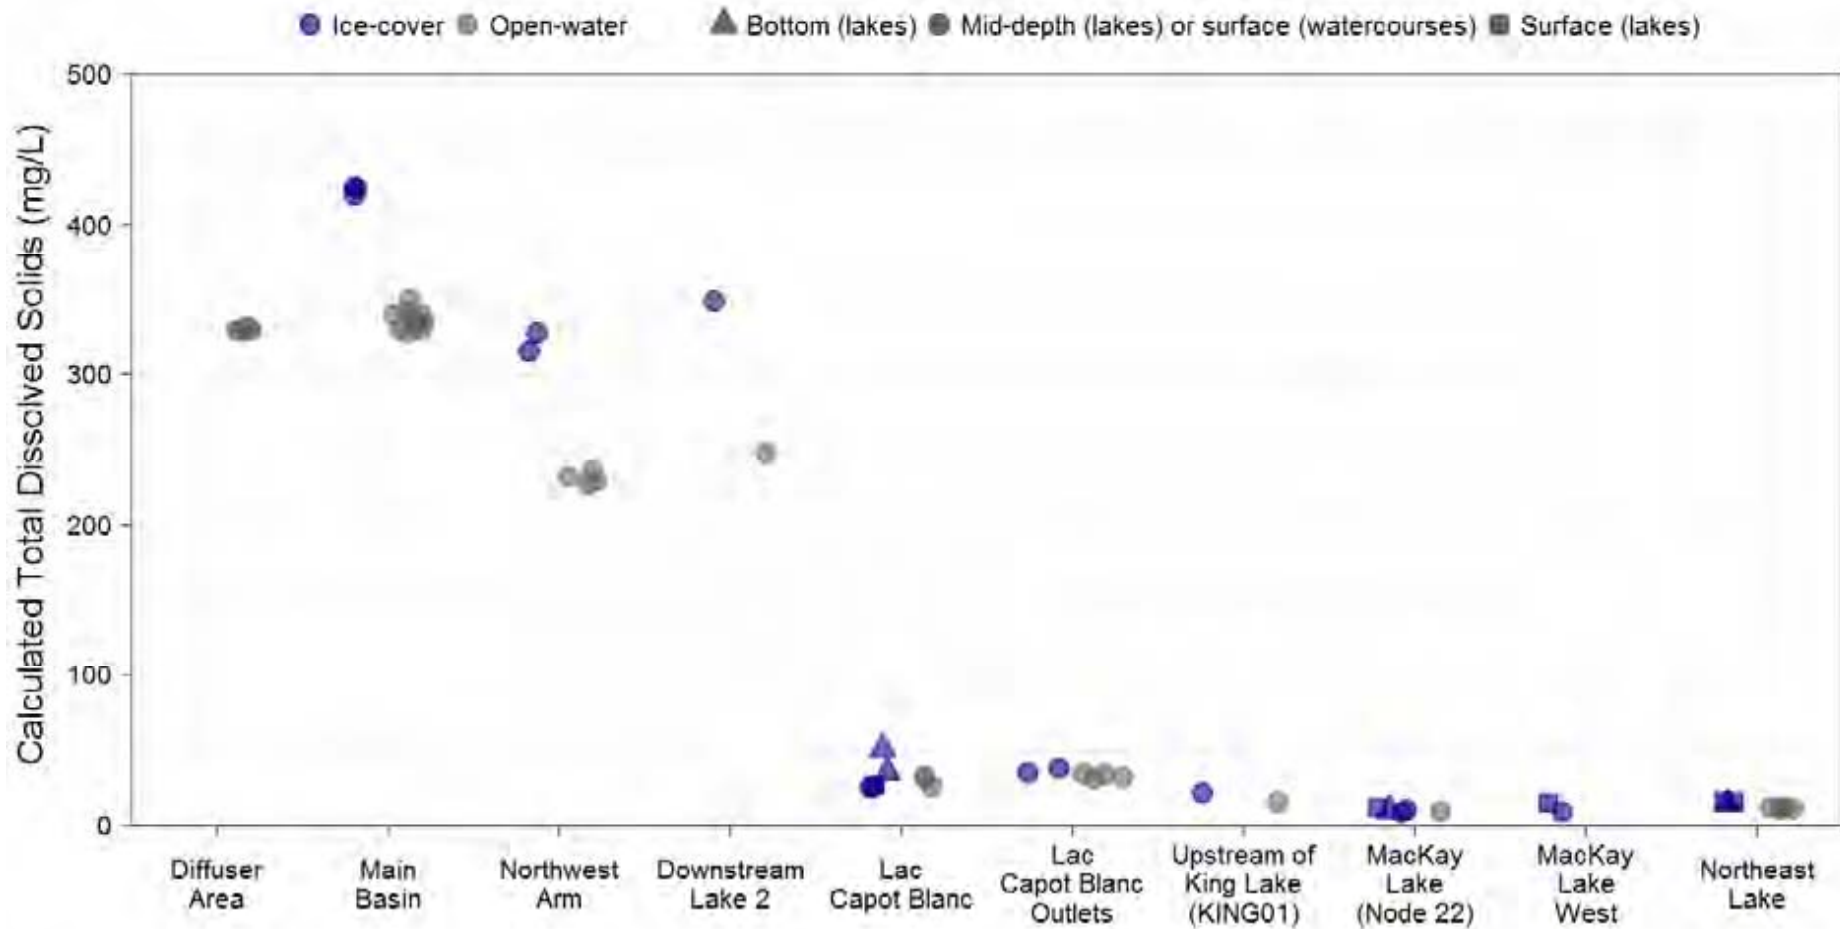 Ice-cover Open-water Bottom (lakes) Mid-depth (lakes) or surface (watercourses) Surface (lakes)
Calculated Total Dissolved Solids (mg/L)
500
400
300
200
100
0
Diffuser
Area
Main
Basin
Northwest
Arm
Downstream
Lake 2
Lac
Capot Blanc
Lac
Capot Blanc
Outlets
Upstream of
King Lake
(KING01)
MacKay
Lake
(Node 22)
MacKay
Lake
West
Northeast
Lake